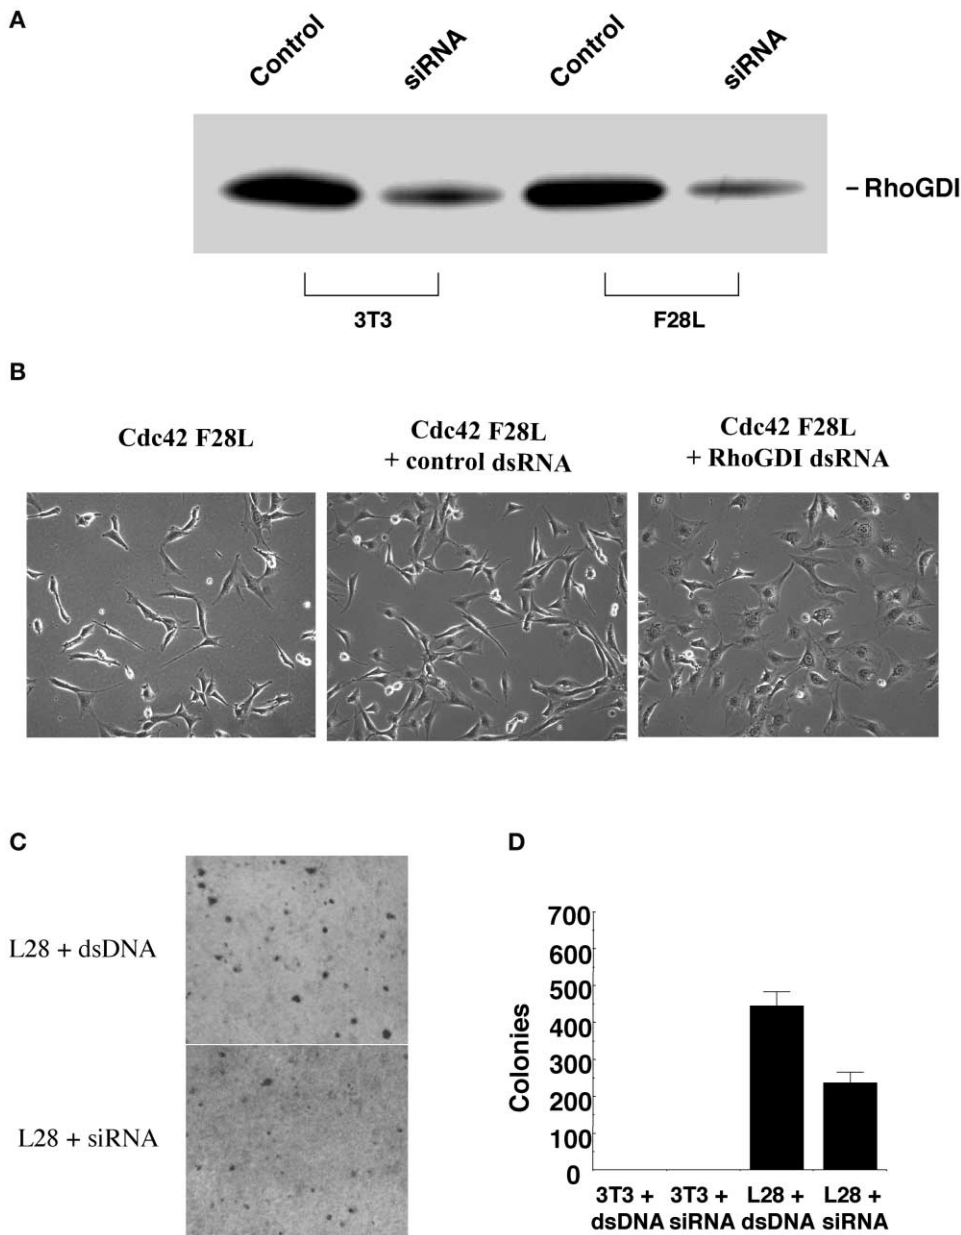 A
Control
siRNA
Control
siRNA
– RhoGDI
3T3
F28L
B
Cdc42 F28L
Cdc42 F28L
+ control dsRNA
Cdc42 F28L
+ RhoGDI dsRNA
C
L28 + dsDNA
L28 + siRNA
D
Colonies
700
600
500
400
300
200
100
0
3T3 +
dsDNA
3T3 +
siRNA
L28 +
dsDNA
L28 +
siRNA